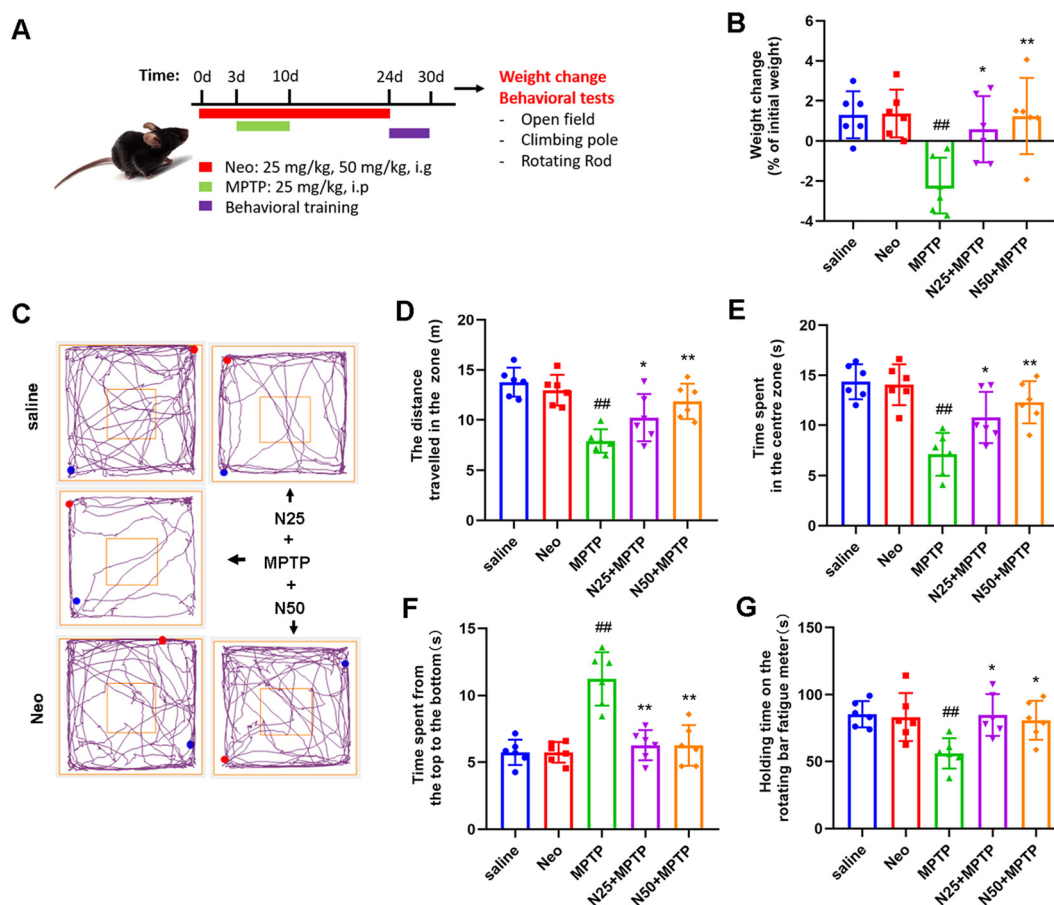 A
Time: 0d 3d 10d 24d 30d
Weight change
Behavioral tests
- Open field
- Climbing pole
- Rotating Rod
Neo: 25 mg/kg, 50 mg/kg, i.g
MPTP: 25 mg/kg, i.p
Behavioral training
B
Weight change
(% of initial weight)
6
4
2
0
-2
-4
##
*
**
saline
Neo
MPTP
N25+MPTP
N50+MPTP
C
saline
Neo
N25
+
MPTP
+
N50
D
The distance
travelled in the zone (m)
20
15
10
5
0
##
*
**
saline
Neo
MPTP
N25+MPTP
N50+MPTP
E
Time spent
in the centre zone (s)
20
15
10
5
0
##
*
**
saline
Neo
MPTP
N25+MPTP
N50+MPTP
F
Time spent from
the top to the bottom(s)
15
10
5
0
##
**
**
saline
Neo
MPTP
N25+MPTP
N50+MPTP
G
Holding time on the
rotating bar fatigue meter(s)
150
100
50
0
##
*
*
saline
Neo
MPTP
N25+MPTP
N50+MPTP